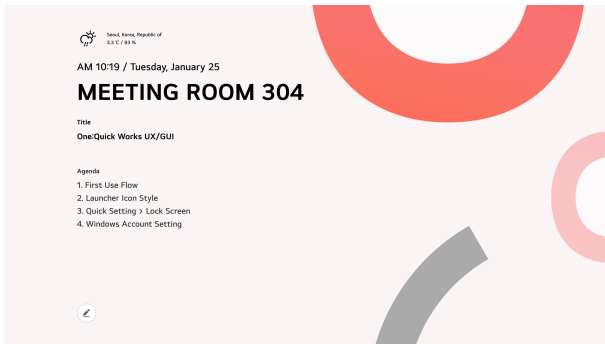 Seoul, Korea, Republic of
3.3℃ / 83 %
AM 10:19 / Tuesday, January 25
MEETING ROOM 304
Title
One:Quick Works UX/GUI
Agenda
1. First Use Flow
2. Launcher Icon Style
3. Quick Setting > Lock Screen
4. Windows Account Setting